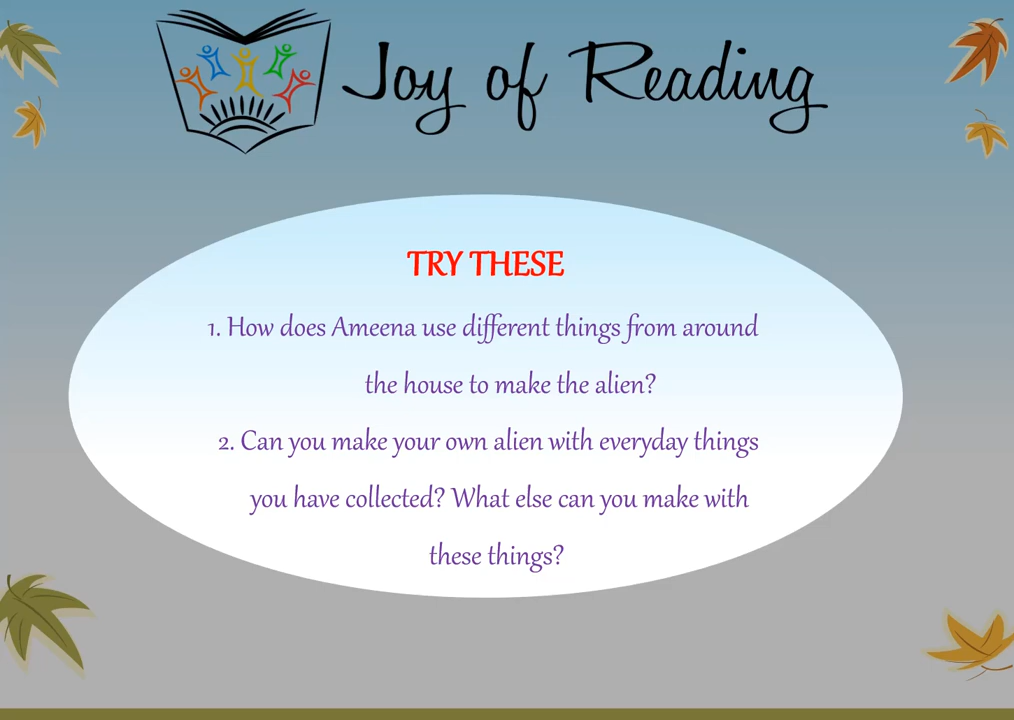 Joy of Reading
TRY THESE
1. How does Ameena use different things from around
the house to make the alien?
2. Can you make your own alien with everyday things
you have collected? What else can you make with
these things?